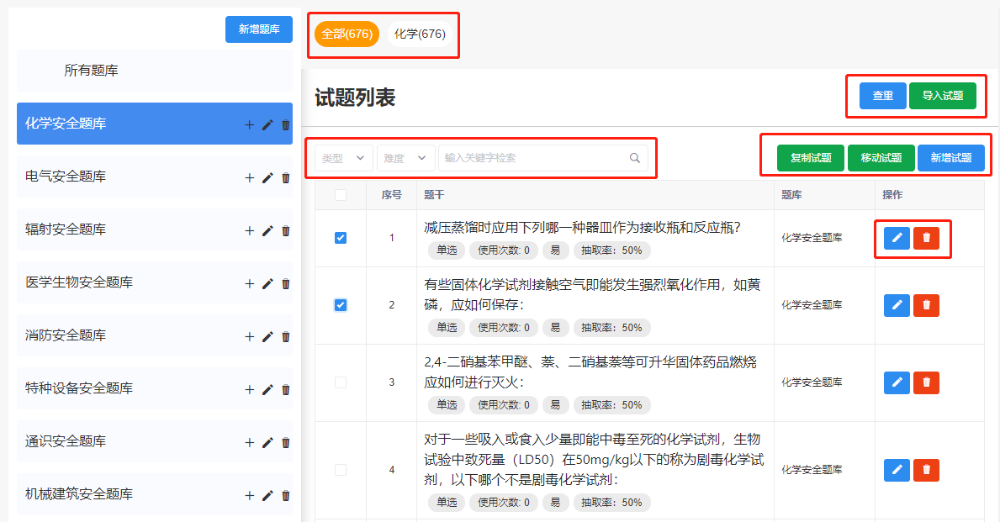 新增题库
所有题库
化学安全题库
电气安全题库
辐射安全题库
医学生物安全题库
消防安全题库
特种设备安全题库
通识安全题库
机械建筑安全题库
全部(676) 化学(676)
试题列表
查重 导入试题
类型 难度 输入关键字检索
复制试题 移动试题 新增试题
序号 题干 题库 操作
1 减压蒸馏时应用下列哪一种器皿作为接收瓶和反应瓶？ 化学安全题库
单选 使用次数: 0 易 抽取率：50%
2 有些固体化学试剂接触空气即能发生强烈氧化作用，如黄
磷，应如何保存： 化学安全题库
单选 使用次数: 0 易 抽取率：50%
3 2,4-二硝基苯甲醚、萘、二硝基萘等可升华固体药品燃烧
应如何进行灭火： 化学安全题库
单选 使用次数: 0 易 抽取率：50%
对于一些吸入或食入少量即能中毒至死的化学试剂，生物
4 试验中致死量（LD50）在50mg/kg以下的称为剧毒化学试 化学安全题库
剂，以下哪个不是剧毒化学试剂：
单选 使用次数: 0 易 抽取率：50%